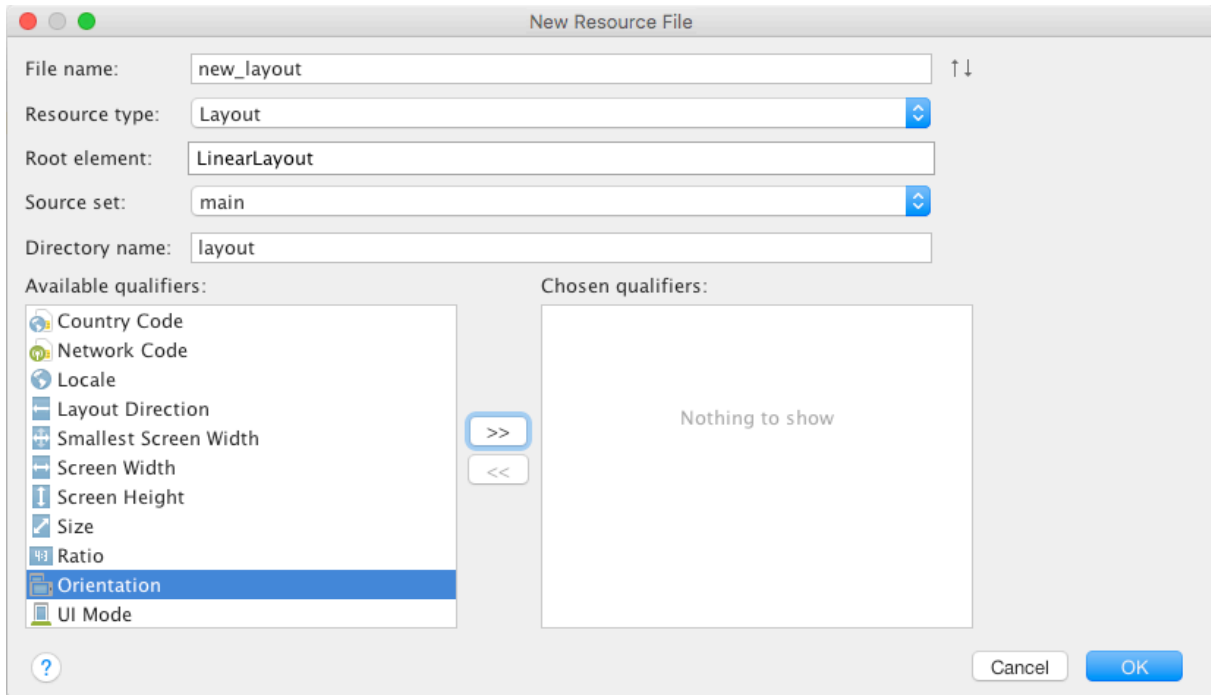 New Resource File
File name: new_layout ↑↓
Resource type: Layout
Root element: LinearLayout
Source set: main
Directory name: layout
Available qualifiers:
Country Code
Network Code
Locale
Layout Direction
Smallest Screen Width
Screen Width
Screen Height
Size
4:3 Ratio
Orientation
UI Mode
>>
<<
Chosen qualifiers:
Nothing to show
?
Cancel OK